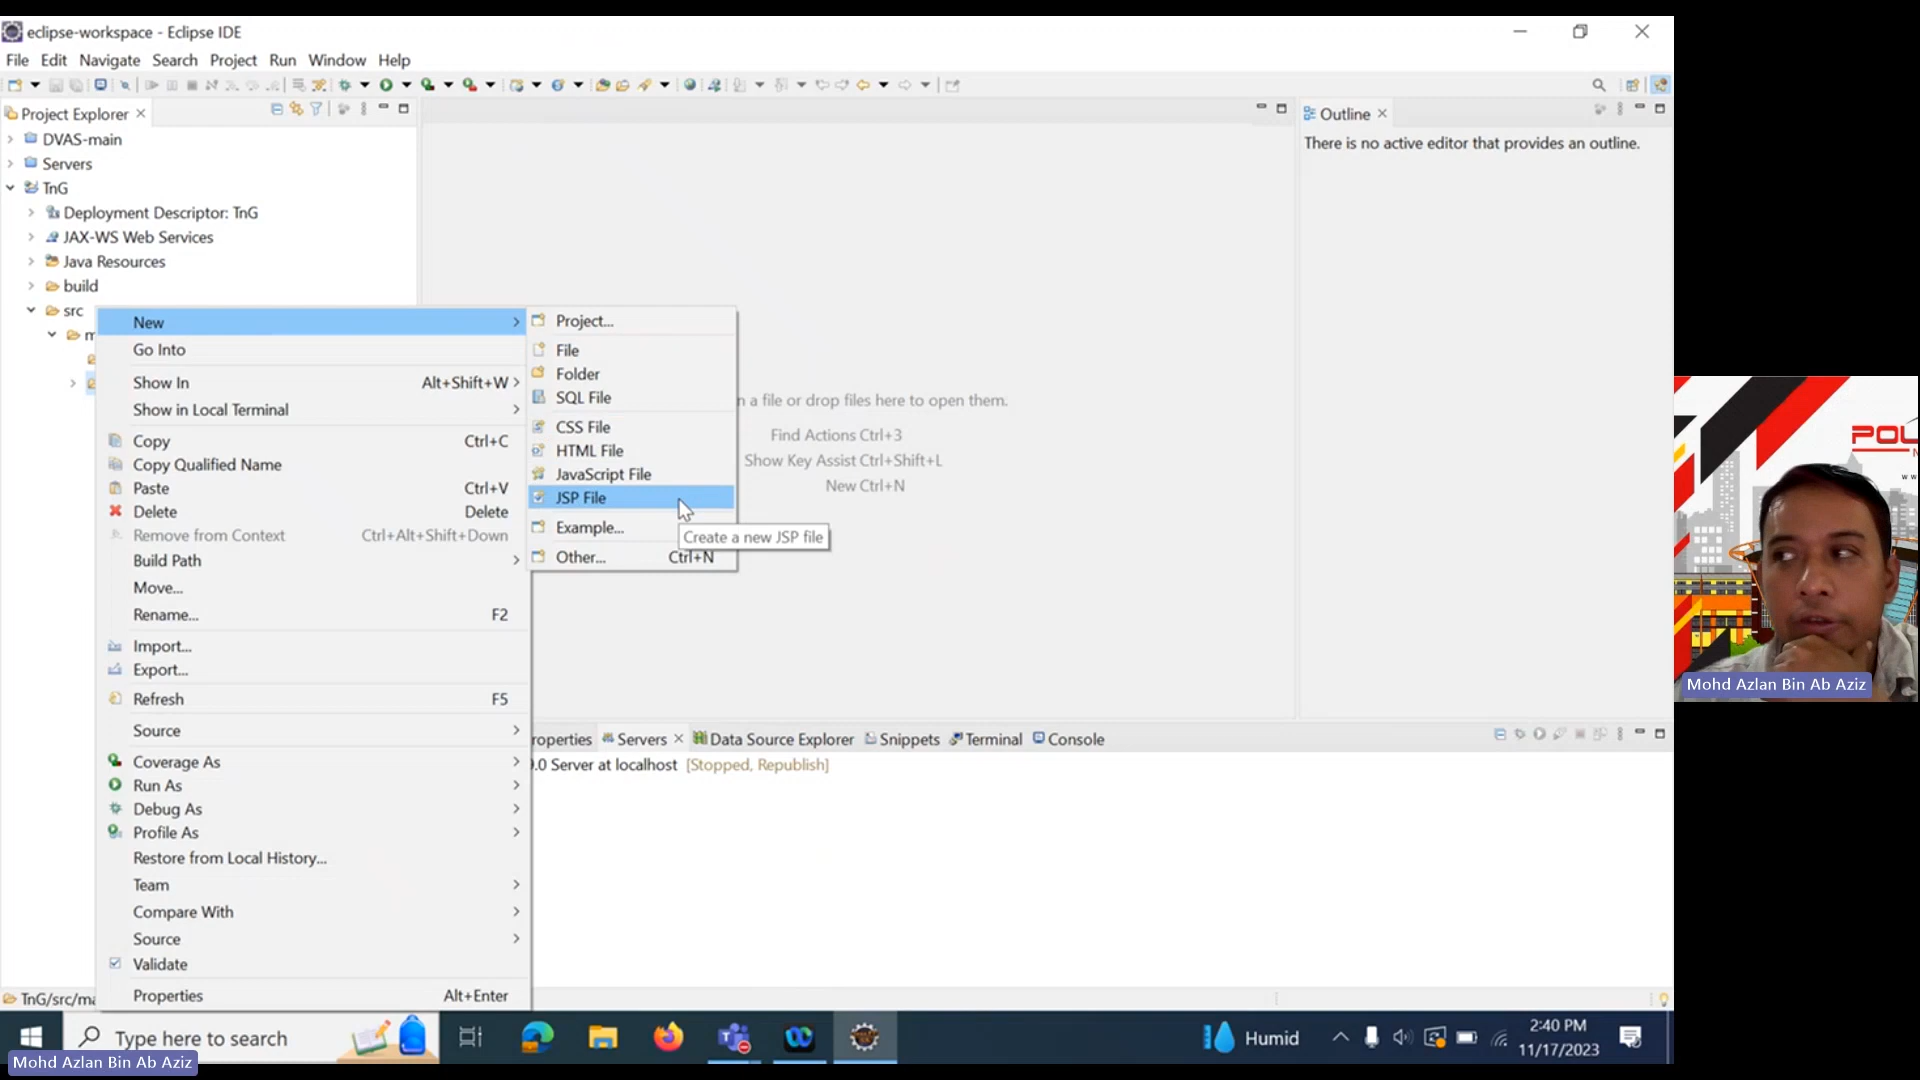 eclipse-workspace - Eclipse IDE
File Edit Navigate Search Project Run Window Help
Project Explorer
Outline
DVAS-main
There is no active editor that provides an outline.
Servers
TnG
Deployment Descriptor: TnG
JAX-WS Web Services
Java Resources
build
src
New
Go Into
Show In Alt+Shift+W
Show in Local Terminal
Copy Ctrl+C
Copy Qualified Name
Paste Ctrl+V
Delete Delete
Remove from Context Ctrl+Alt+Shift+Down
Build Path
Move...
Rename... F2
Import...
Export...
Refresh F5
Source
Coverage As
Run As
Debug As
Profile As
Restore from Local History...
Team
Compare With
Source
Validate
Properties Alt+Enter
Project...
File
Folder
SQL File
CSS File
HTML File
JavaScript File
JSP File
Example...
Other... Ctrl+N
Create a new JSP file
n a file or drop files here to open them.
Find Actions Ctrl+3
Show Key Assist Ctrl+Shift+L
New Ctrl+N
roperties Servers Data Source Explorer Snippets Terminal Console
.0 Server at localhost [Stopped, Republish]
TnG/src/ma
POL
Mohd Azlan Bin Ab Aziz
Type here to search
Humid
2:40 PM
11/17/2023
Mohd Azlan Bin Ab Aziz